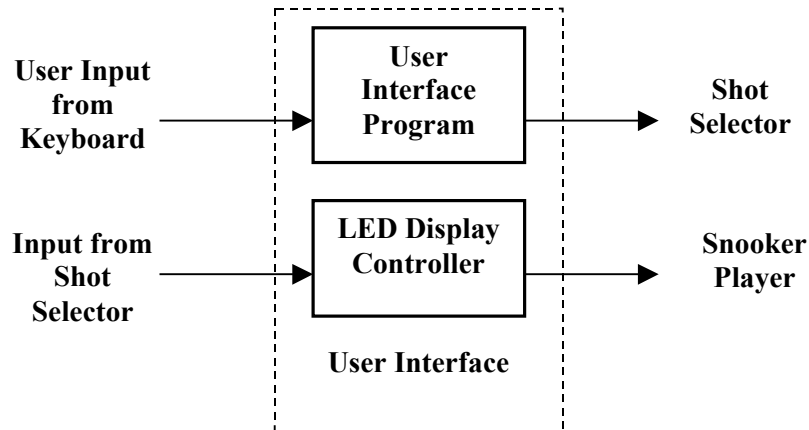 User Input
from
Keyboard
User
Interface
Program
Shot
Selector
Input from
Shot
Selector
LED Display
Controller
Snooker
Player
User Interface